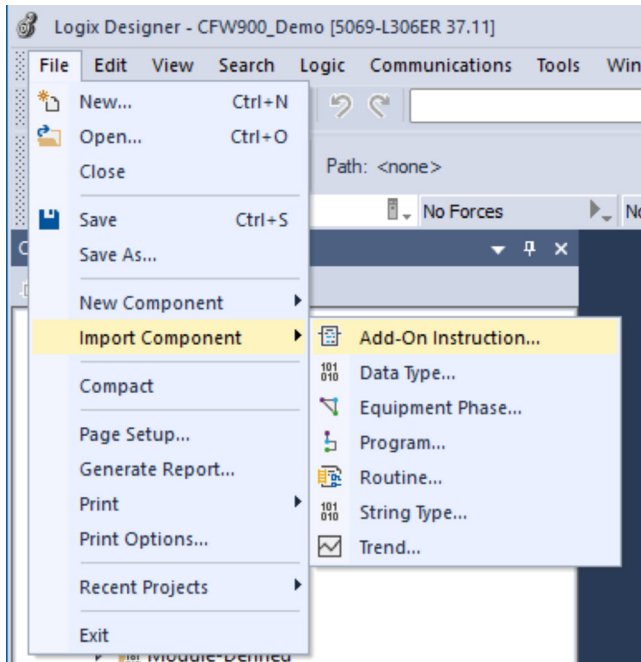 Logix Designer - CFW900_Demo [5069-L306ER 37.11]
File Edit View Search Logic Communications Tools Win
New... Ctrl+N
Open... Ctrl+O
Close
Path: <none>
Save Ctrl+S
No Forces
Save As...
New Component
Import Component
Add-On Instruction...
Data Type...
Equipment Phase...
Program...
Routine...
String Type...
Trend...
Compact
Page Setup...
Generate Report...
Print
Print Options...
Recent Projects
Exit
Module-Defined